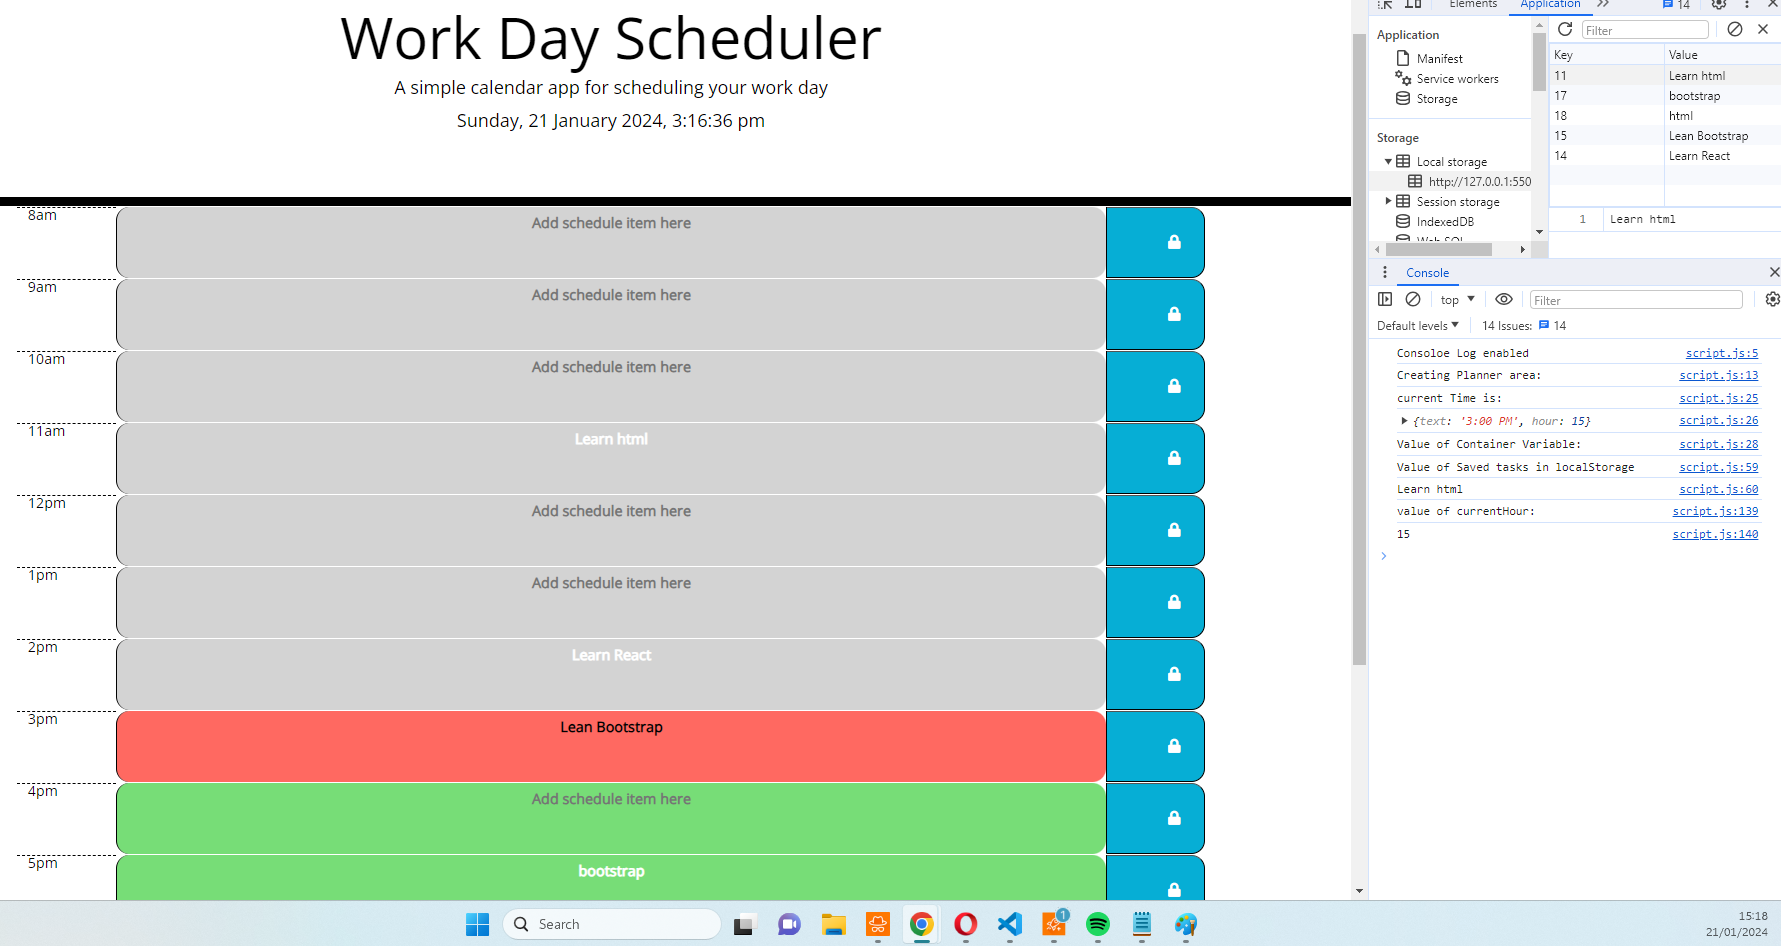 Work Day Scheduler
A simple calendar app for scheduling your work day
Sunday, 21 January 2024, 3:16:36 pm
8am
Add schedule item here
9am
Add schedule item here
10am
Add schedule item here
11am
Learn html
12pm
Add schedule item here
1pm
Add schedule item here
2pm
Learn React
3pm
Lean Bootstrap
4pm
Add schedule item here
5pm
bootstrap
Elements Application 14
Application
Manifest
Service workers
Storage
Storage
Local storage
http://127.0.0.1:550
Session storage
IndexedDB
Web SQL
Filter
Key Value
11 Learn html
17 bootstrap
18 html
15 Lean Bootstrap
14 Learn React
1 Learn html
Console
top Filter
Default levels 14 Issues: 14
Consoloe Log enabled script.js:5
Creating Planner area: script.js:13
current Time is: script.js:25
{text: '3:00 PM', hour: 15} script.js:26
Value of Container Variable: script.js:28
Value of Saved tasks in localStorage script.js:59
Learn html script.js:60
value of currentHour: script.js:139
15 script.js:140
Search
1
15:18
21/01/2024